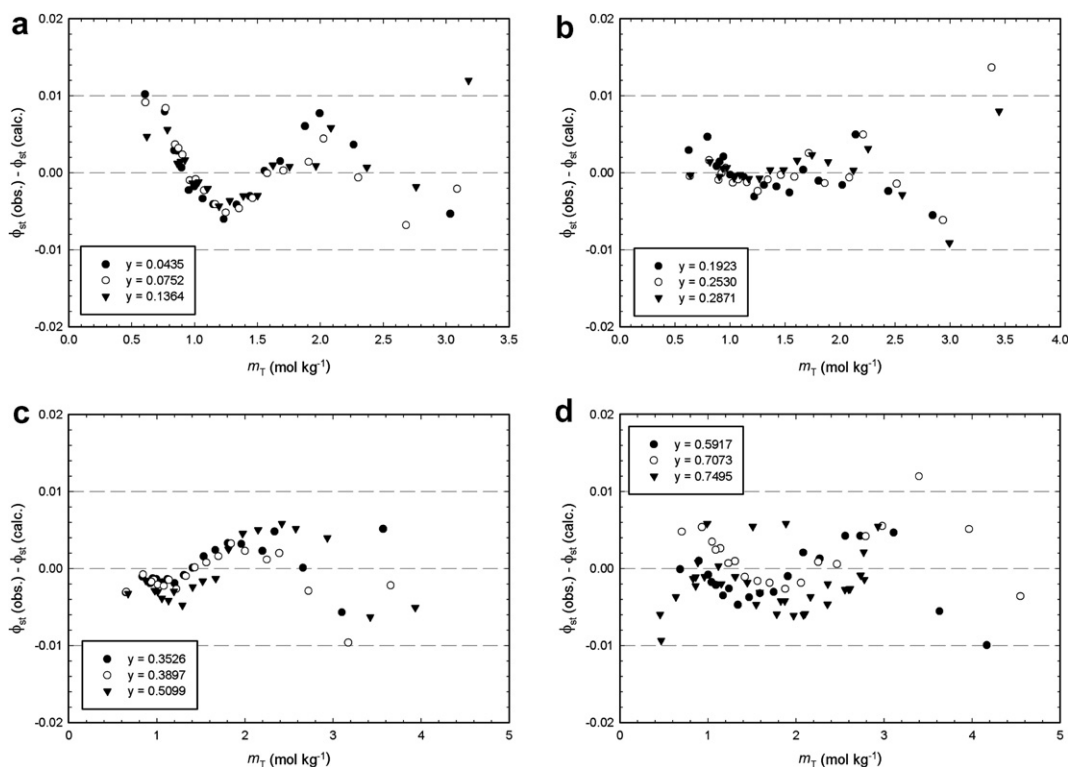 a
0.02
0.01
0.00
-0.01
-0.02
ϕst (obs.) - ϕst (calc.)
y = 0.0435
y = 0.0752
y = 0.1364
0.0 0.5 1.0 1.5 2.0 2.5 3.0 3.5
mT (mol kg-1)
b
0.02
0.01
0.00
-0.01
-0.02
ϕst (obs.) - ϕst (calc.)
y = 0.1923
y = 0.2530
y = 0.2871
0.0 0.5 1.0 1.5 2.0 2.5 3.0 3.5 4.0
mT (mol kg-1)
c
0.02
0.01
0.00
-0.01
-0.02
ϕst (obs.) - ϕst (calc.)
y = 0.3526
y = 0.3897
y = 0.5099
0 1 2 3 4 5
mT (mol kg-1)
d
0.02
0.01
0.00
-0.01
-0.02
ϕst (obs.) - ϕst (calc.)
y = 0.5917
y = 0.7073
y = 0.7495
0 1 2 3 4 5
mT (mol kg-1)